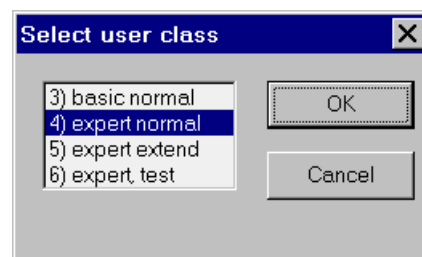 Select user class
3) basic normal
4) expert normal
5) expert extend
6) expert, test
OK
Cancel